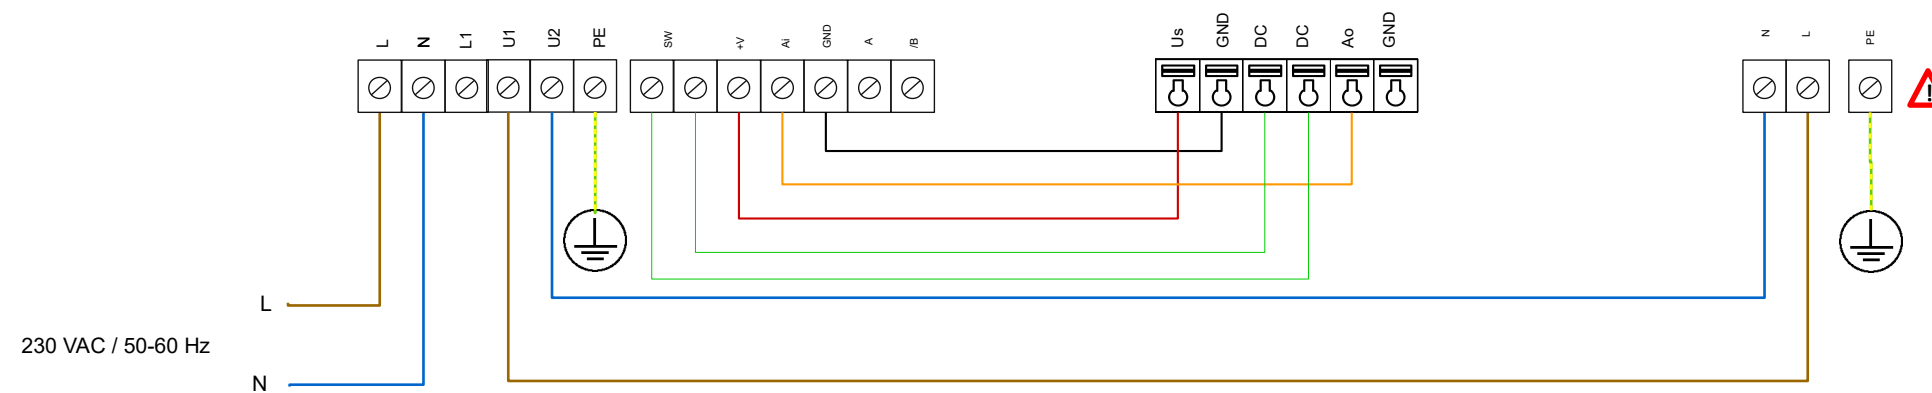 L N L1 U1 U2 PE SW +V Ai GND A /B Us GND DC DC Ao GND N L PE
!
L
230 VAC / 50-60 Hz
N